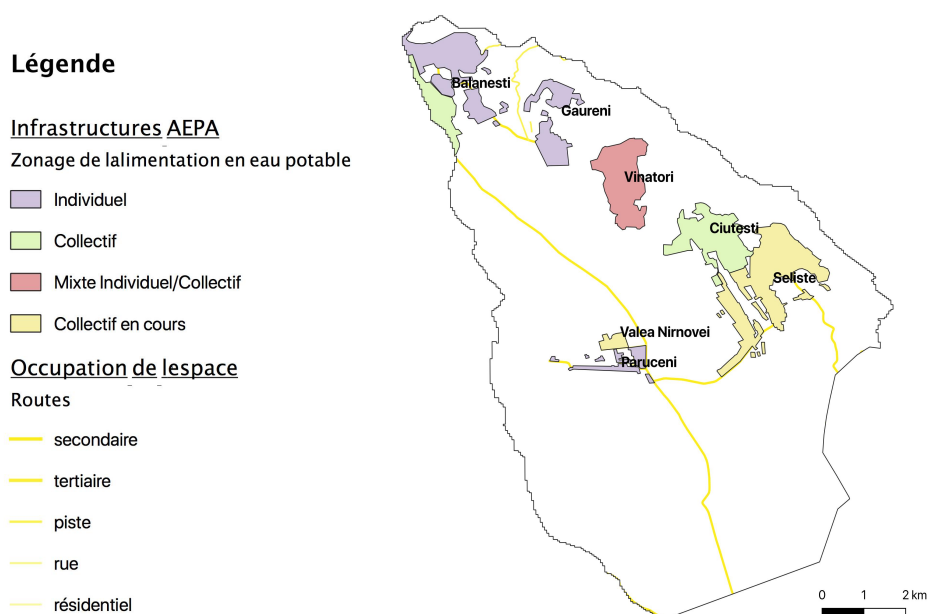 Légende
Infrastructures AEPA
Zonage de lalimentation en eau potable
Individuel
Collectif
Mixte Individuel/Collectif
Collectif en cours
Occupation de lespace
Routes
secondaire
tertiaire
piste
rue
résidentiel
Balanesti
Gaureni
Vinatori
Ciutesti
Seliste
Valea Nirnovei
Paruceni
0 1 2 km